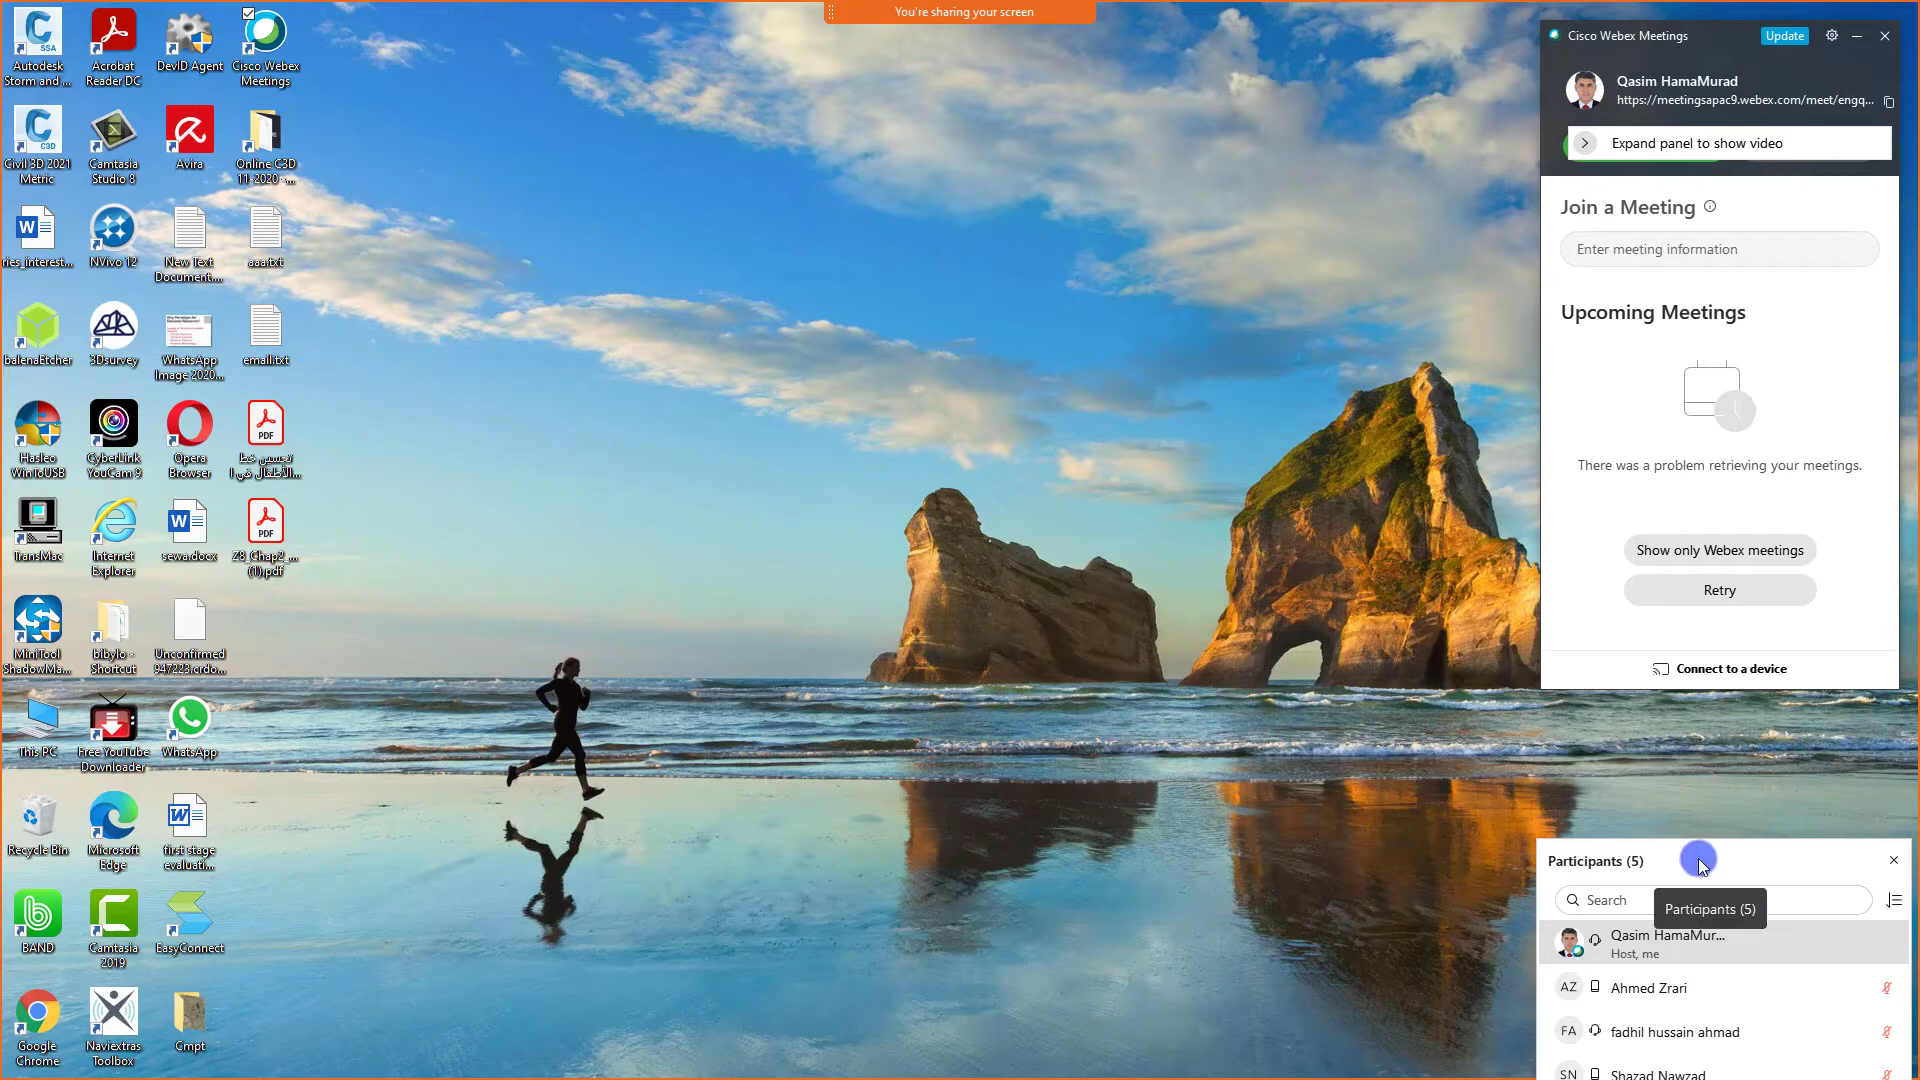 You're sharing your screen
Autodesk
Storm and ...
Acrobat
Reader DC
DevID Agent
Cisco Webex
Meetings
Civil 3D 2021
Metric
Camtasia
Studio 8
Avira
Online C3D
11-2020 -...
ries_interest...
NVivo 12
New Text
Document....
aaa.txt
balenaEtcher
3Dsurvey
WhatsApp
Image 2020...
email.txt
Hasleo
WinToUSB
CyberLink
YouCam 9
Opera
Browser
تحسين خط
الأطفال في ا...
TransMac
Internet
Explorer
sewa.docx
Z8_Chap2_...
(1).pdf
MiniTool
ShadowMa...
bibylo -
Shortcut
Unconfirmed
947223.crdo...
This PC
Free YouTube
Downloader
WhatsApp
Recycle Bin
Microsoft
Edge
first stage
evaluati...
BAND
Camtasia
2019
EasyConnect
Google
Chrome
Naviextras
Toolbox
Cmpt
Cisco Webex Meetings
Update
Qasim HamaMurad
https://meetingsapac9.webex.com/meet/engq...
Expand panel to show video
Join a Meeting
Enter meeting information
Upcoming Meetings
There was a problem retrieving your meetings.
Show only Webex meetings
Retry
Connect to a device
Participants (5)
Search
Participants (5)
Qasim HamaMur...
Host, me
AZ Ahmed Zrari
FA fadhil hussain ahmad
SN Shazad Nawzad